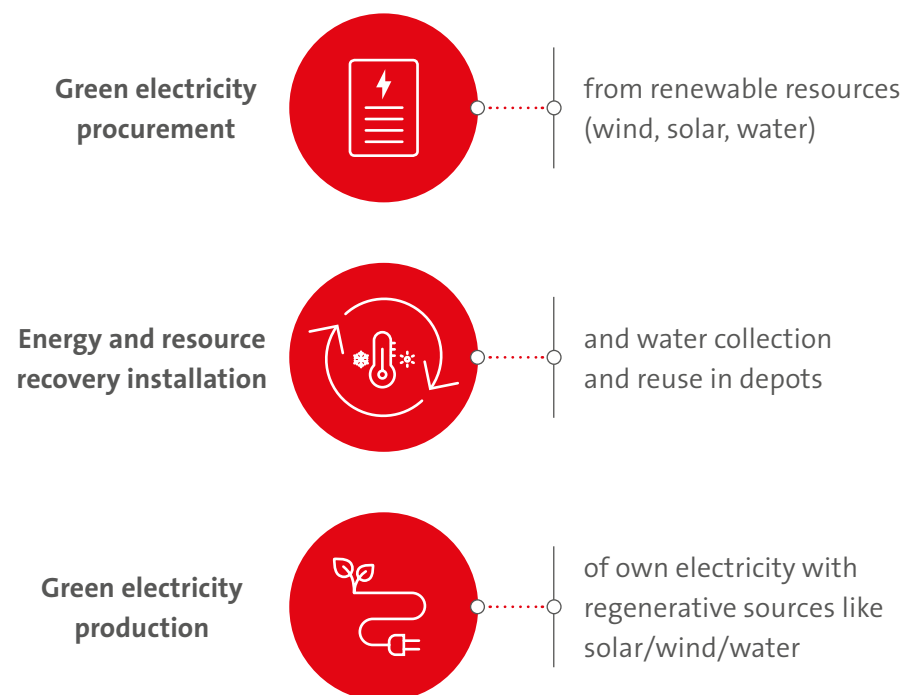 Green electricity
procurement
from renewable resources
(wind, solar, water)
Energy and resource
recovery installation
and water collection
and reuse in depots
Green electricity
production
of own electricity with
regenerative sources like
solar/wind/water